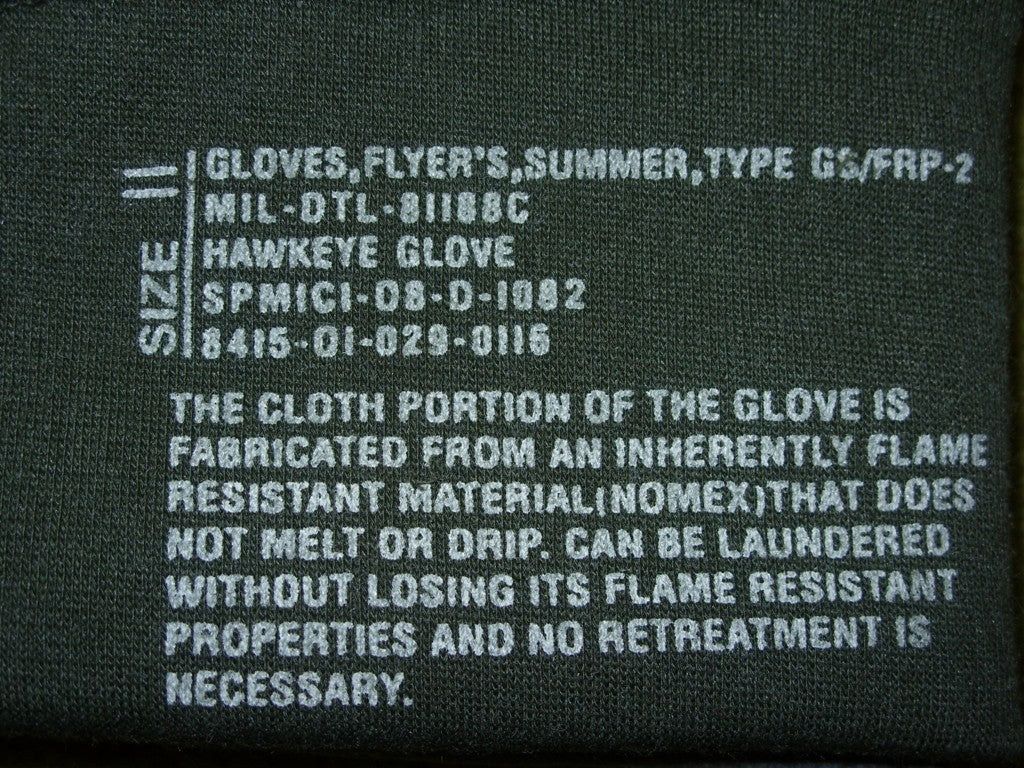 SIZE 11
GLOVES,FLYER'S,SUMMER,TYPE GS/FRP-2
MIL-DTL-81188C
HAWKEYE GLOVE
SPM1C1-08-D-1082
8415-01-029-0116
THE CLOTH PORTION OF THE GLOVE IS
FABRICATED FROM AN INHERENTLY FLAME
RESISTANT MATERIAL(NOMEX)THAT DOES
NOT MELT OR DRIP. CAN BE LAUNDERED
WITHOUT LOSING ITS FLAME RESISTANT
PROPERTIES AND NO RETREATMENT IS
NECESSARY.